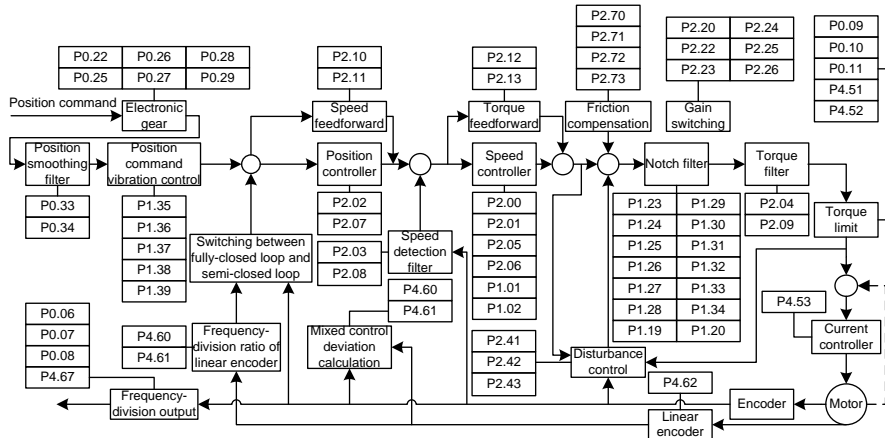 P0.22 P0.26 P0.28
P0.25 P0.27 P0.29
P2.10
P2.11
P2.12
P2.13
P2.70
P2.71
P2.72
P2.73
P2.20 P2.24
P2.22 P2.25
P2.23 P2.26
P0.09
P0.10
P0.11
P4.51
P4.52
Position command
Electronic
gear
Speed
feedforward
Torque
feedforward
Friction
compensation
Gain
switching
Position
smoothing
filter
Position
command
vibration control
Position
controller
Speed
controller
Notch filter
Torque
filter
P0.33
P0.34
P1.35
P1.36
P1.37
P1.38
P1.39
Switching between
fully-closed loop and
semi-closed loop
P2.02
P2.07
P2.03
P2.08
Speed
detection
filter
P2.00
P2.01
P2.05
P2.06
P1.01
P1.02
P1.23 P1.29
P1.24 P1.30
P1.25 P1.31
P1.26 P1.32
P1.27 P1.33
P1.28 P1.34
P1.19 P1.20
P2.04
P2.09
Torque
limit
P0.06
P0.07
P0.08
P4.67
P4.60
P4.61
Frequency-
division ratio of
linear encoder
P4.60
P4.61
Mixed control
deviation
calculation
P2.41
P2.42
P2.43
Disturbance
control
P4.53
Current
controller
Frequency-
division output
P4.62
Linear
encoder
Encoder
Motor